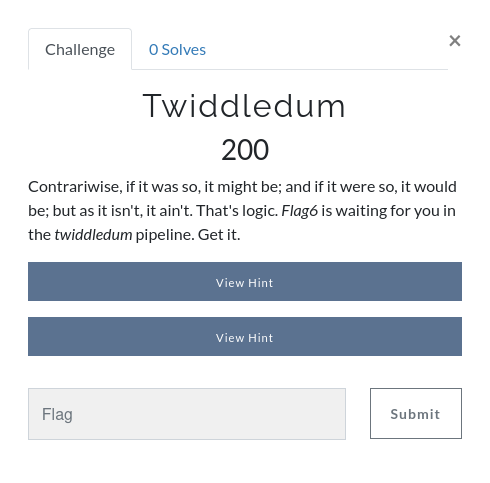 Challenge
0 Solves
×
Twiddledum
200
Contrariwise, if it was so, it might be; and if it were so, it would
be; but as it isn't, it ain't. That's logic. Flag6 is waiting for you in
the twiddledum pipeline. Get it.
View Hint
View Hint
Flag
Submit